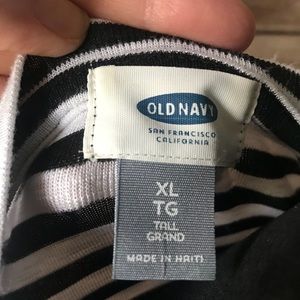 OLD NAVY
SAN FRANCISCO
CALIFORNIA
XL
TG
TALL
GRAND
MADE IN HAITI